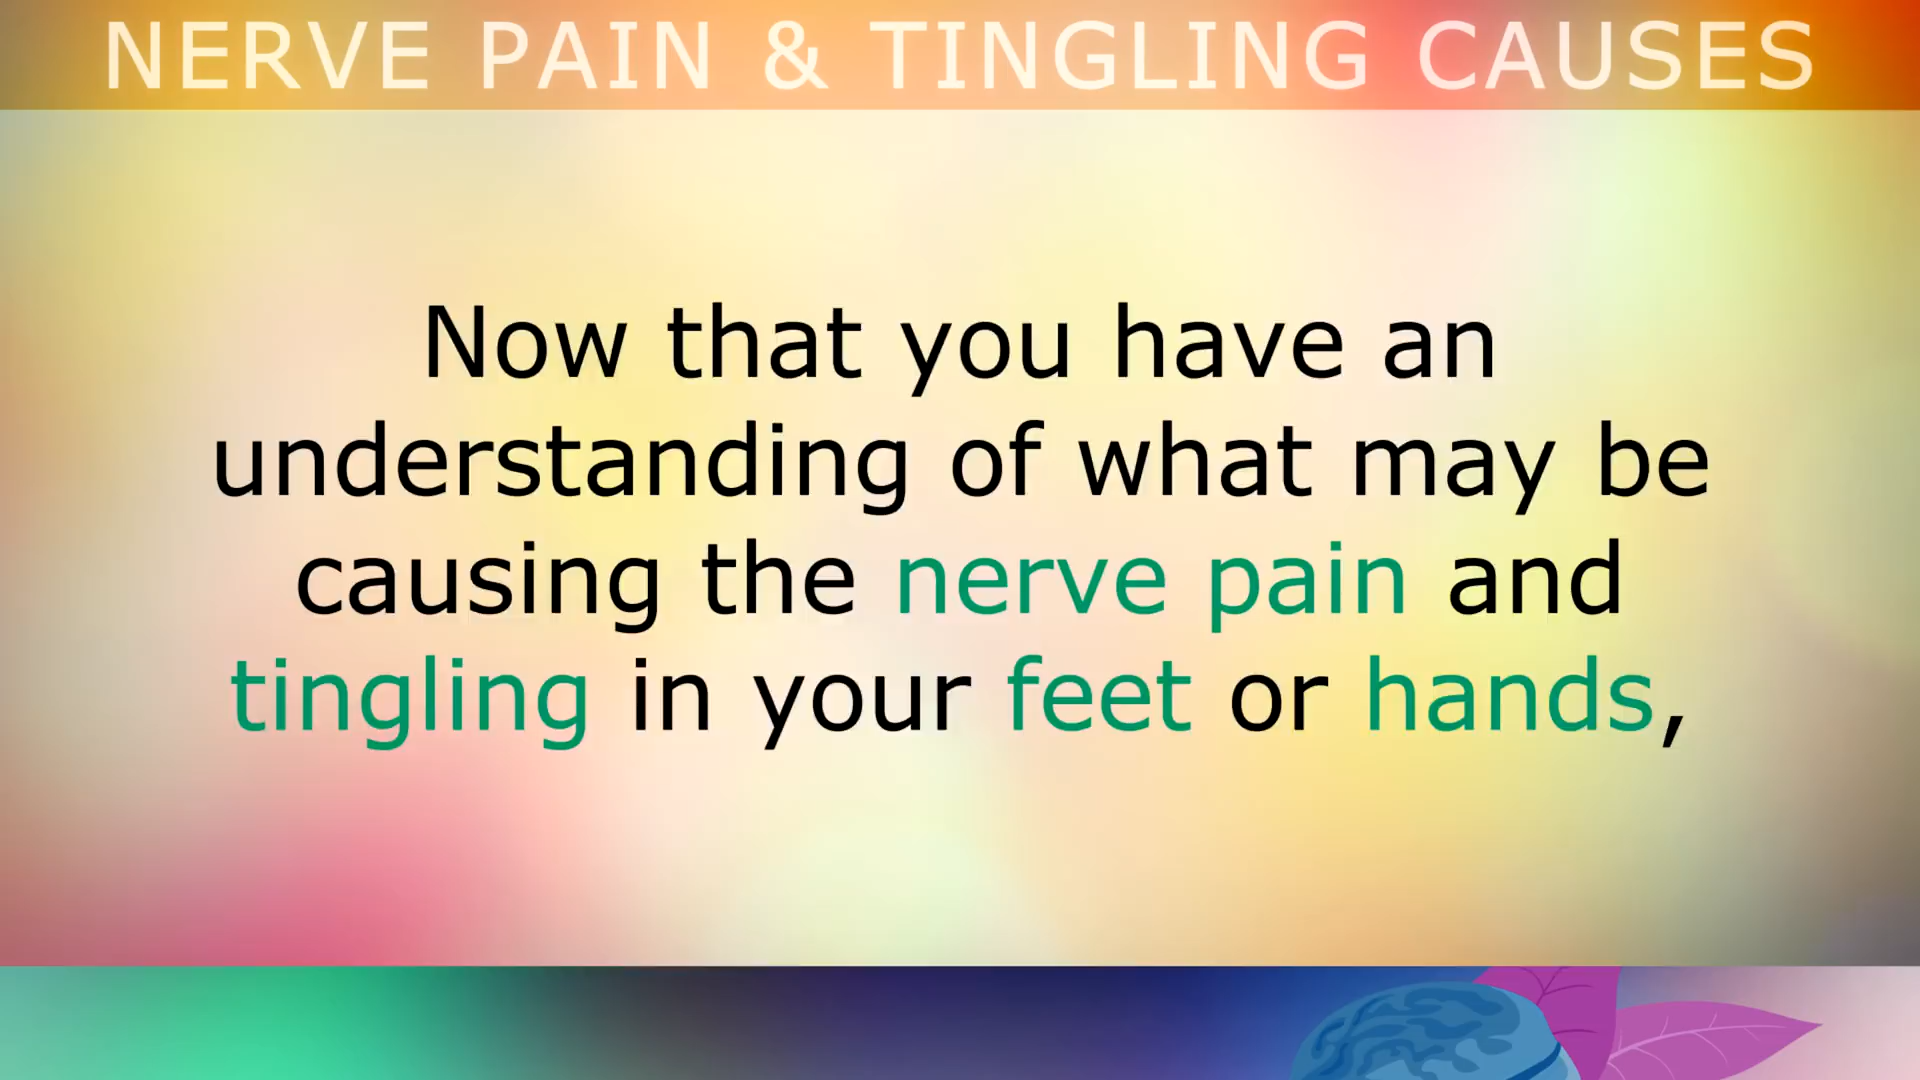 NERVE PAIN & TINGLING CAUSES
Now that you have an
understanding of what may be
causing the nerve pain and
tingling in your feet or hands,